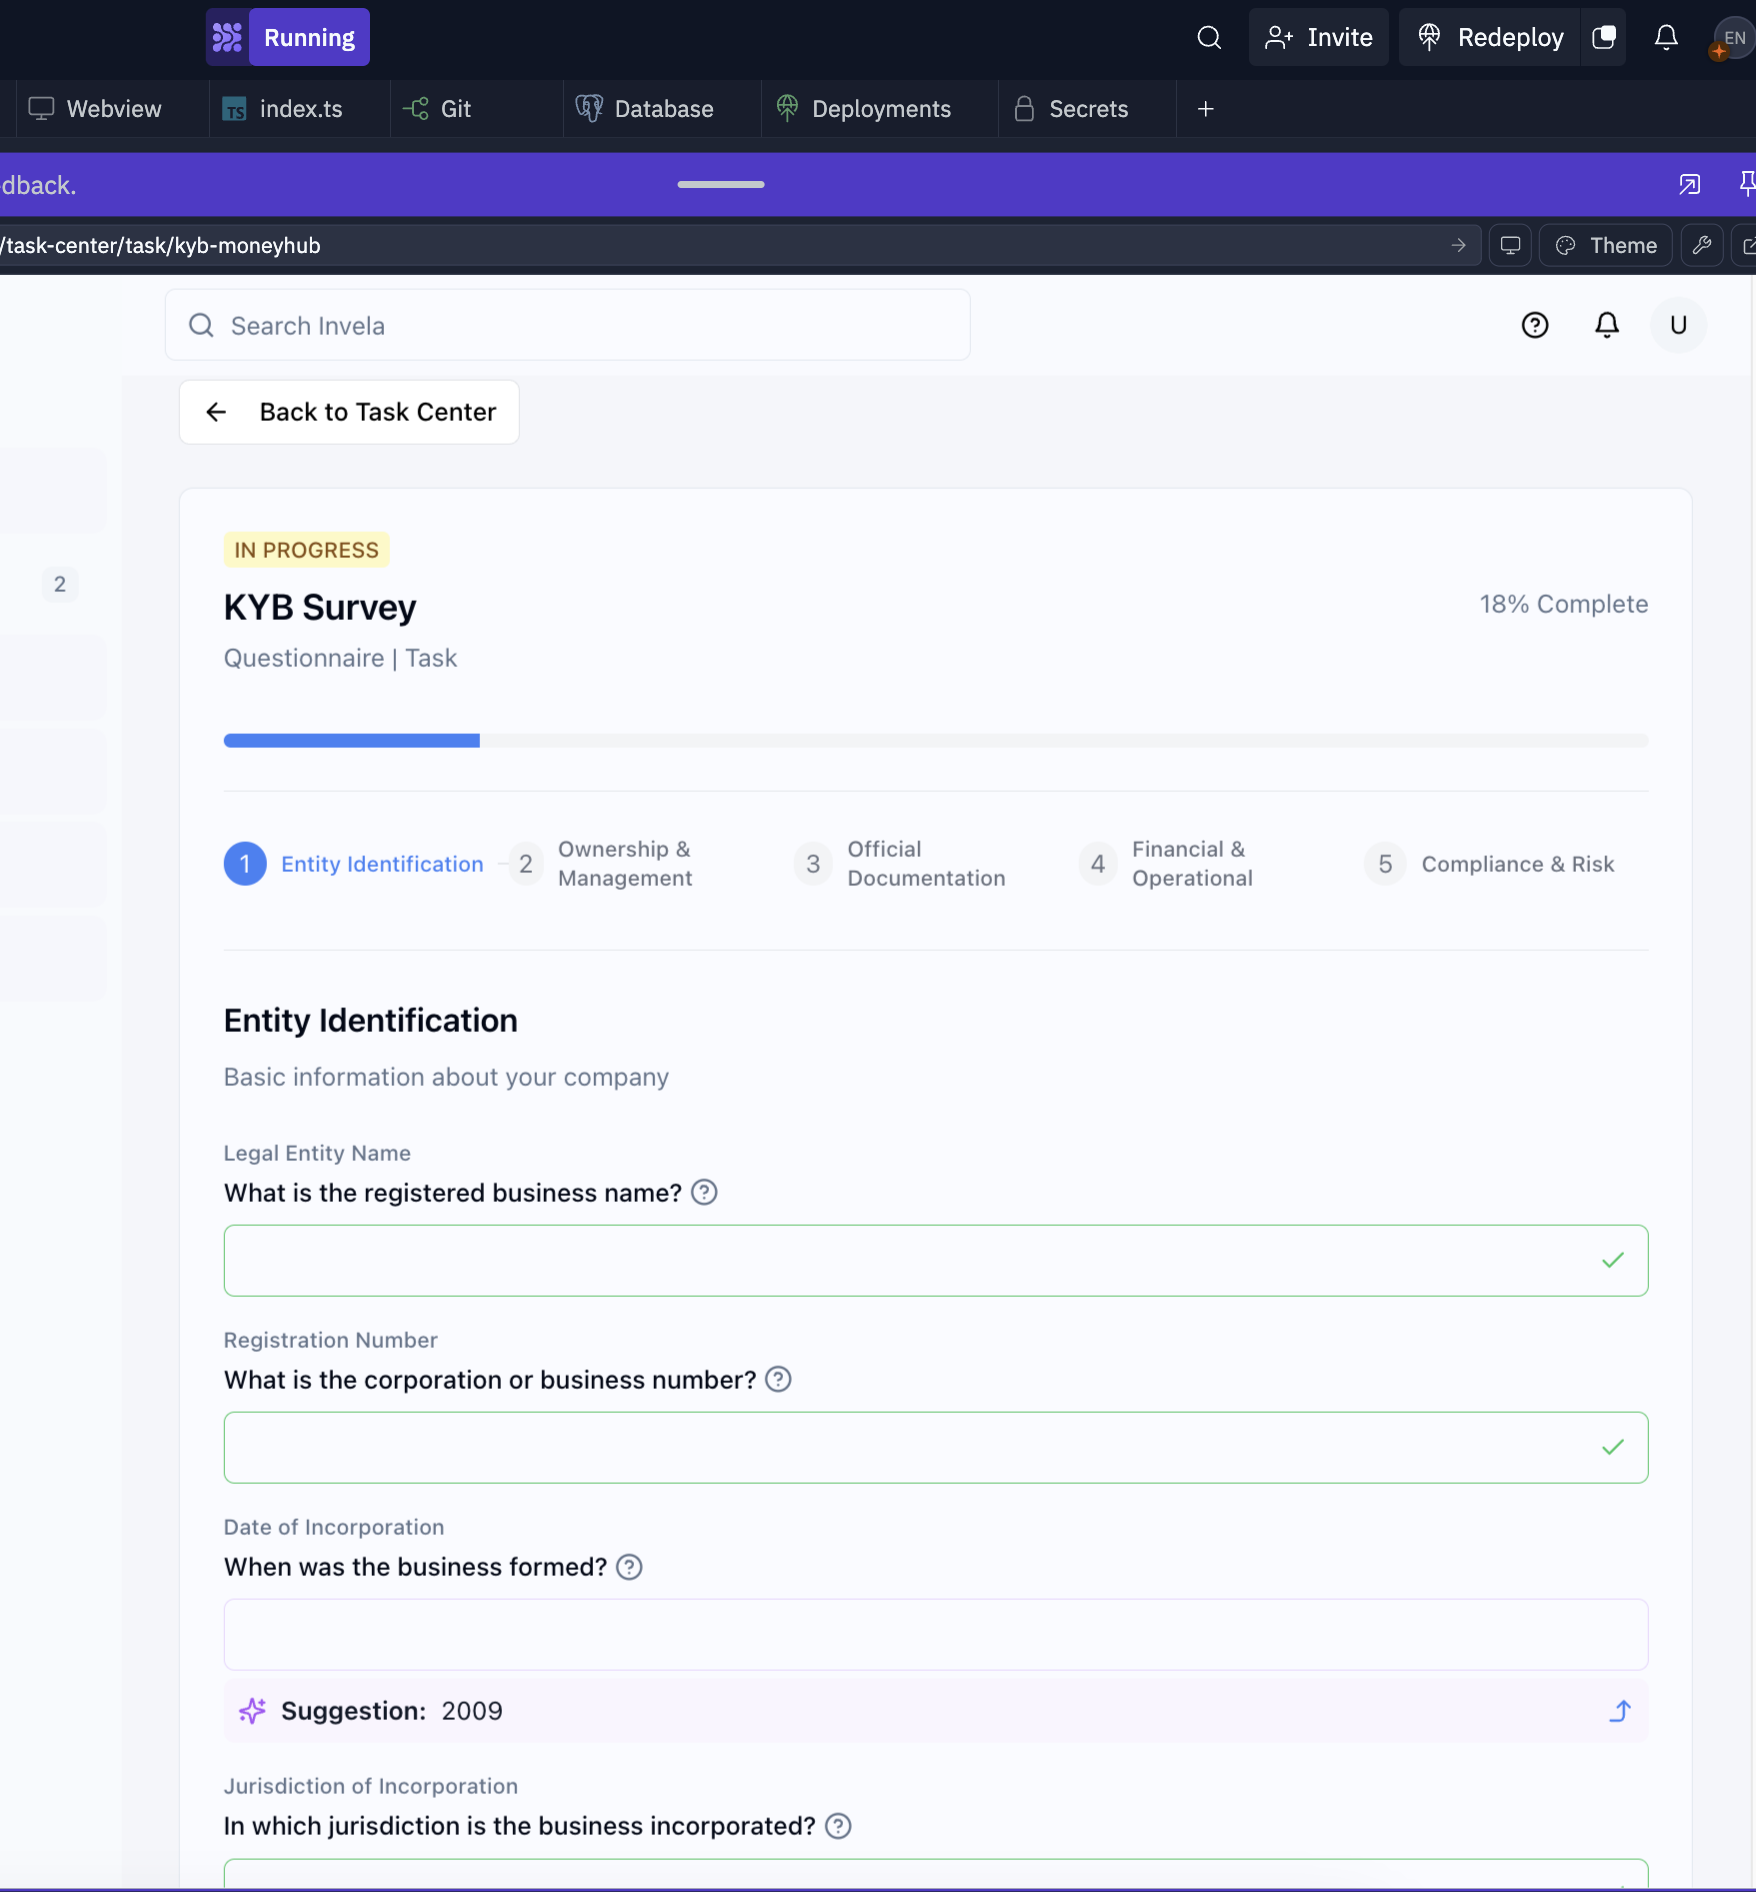 Running
Invite
Redeploy
EN
Webview
TS index.ts
Git
Database
Deployments
Secrets
+
dback.
/task-center/task/kyb-moneyhub
Theme
Search Invela
U
Back to Task Center
IN PROGRESS
2
KYB Survey
18% Complete
Questionnaire | Task
1 Entity Identification
2 Ownership &
Management
3 Official
Documentation
4 Financial &
Operational
5 Compliance & Risk
Entity Identification
Basic information about your company
Legal Entity Name
What is the registered business name?
Registration Number
What is the corporation or business number?
Date of Incorporation
When was the business formed?
Suggestion: 2009
Jurisdiction of Incorporation
In which jurisdiction is the business incorporated?